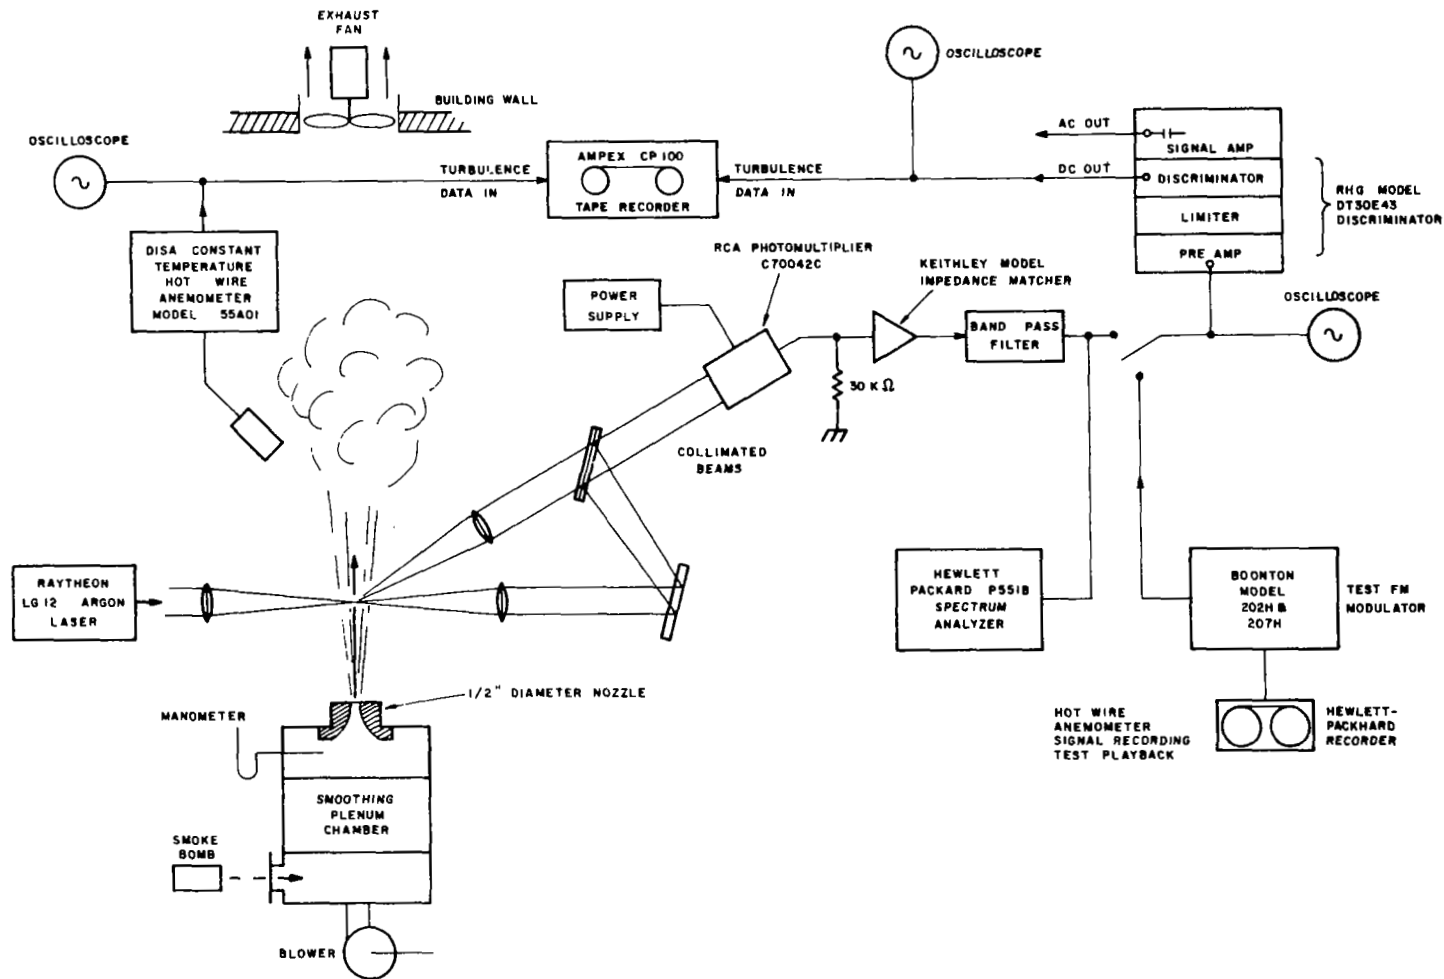 EXHAUST
FAN
BUILDING WALL
OSCILLOSCOPE
OSCILLOSCOPE
TURBULENCE
DATA IN
AMPEX CP100
TAPE RECORDER
TURBULENCE
DATA IN
AC OUT
DC OUT
SIGNAL AMP
DISCRIMINATOR
LIMITER
PRE AMP
RHG MODEL
DT30E43
DISCRIMINATOR
DISA CONSTANT
TEMPERATURE
HOT WIRE
ANEMOMETER
MODEL 55A01
RCA PHOTOMULTIPLIER
C70042C
POWER
SUPPLY
KEITHLEY MODEL
IMPEDANCE MATCHER
BAND PASS
FILTER
OSCILLOSCOPE
30 K Ω
COLLIMATED
BEAMS
RAYTHEON
LG 12 ARGON
LASER
HEWLETT
PACKARD P551B
SPECTRUM
ANALYZER
BOONTON
MODEL
202H &
207H
TEST FM
MODULATOR
1/2" DIAMETER NOZZLE
MANOMETER
HOT WIRE
ANEMOMETER
SIGNAL RECORDING
TEST PLAYBACK
HEWLETT-
PACKHARD
RECORDER
SMOOTHING
PLENUM
CHAMBER
SMOKE
BOMB
BLOWER